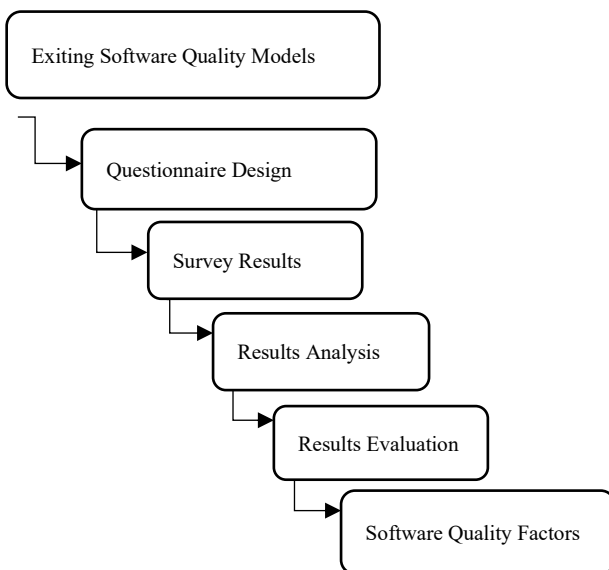 Exiting Software Quality Models
Questionnaire Design
Survey Results
Results Analysis
Results Evaluation
Software Quality Factors